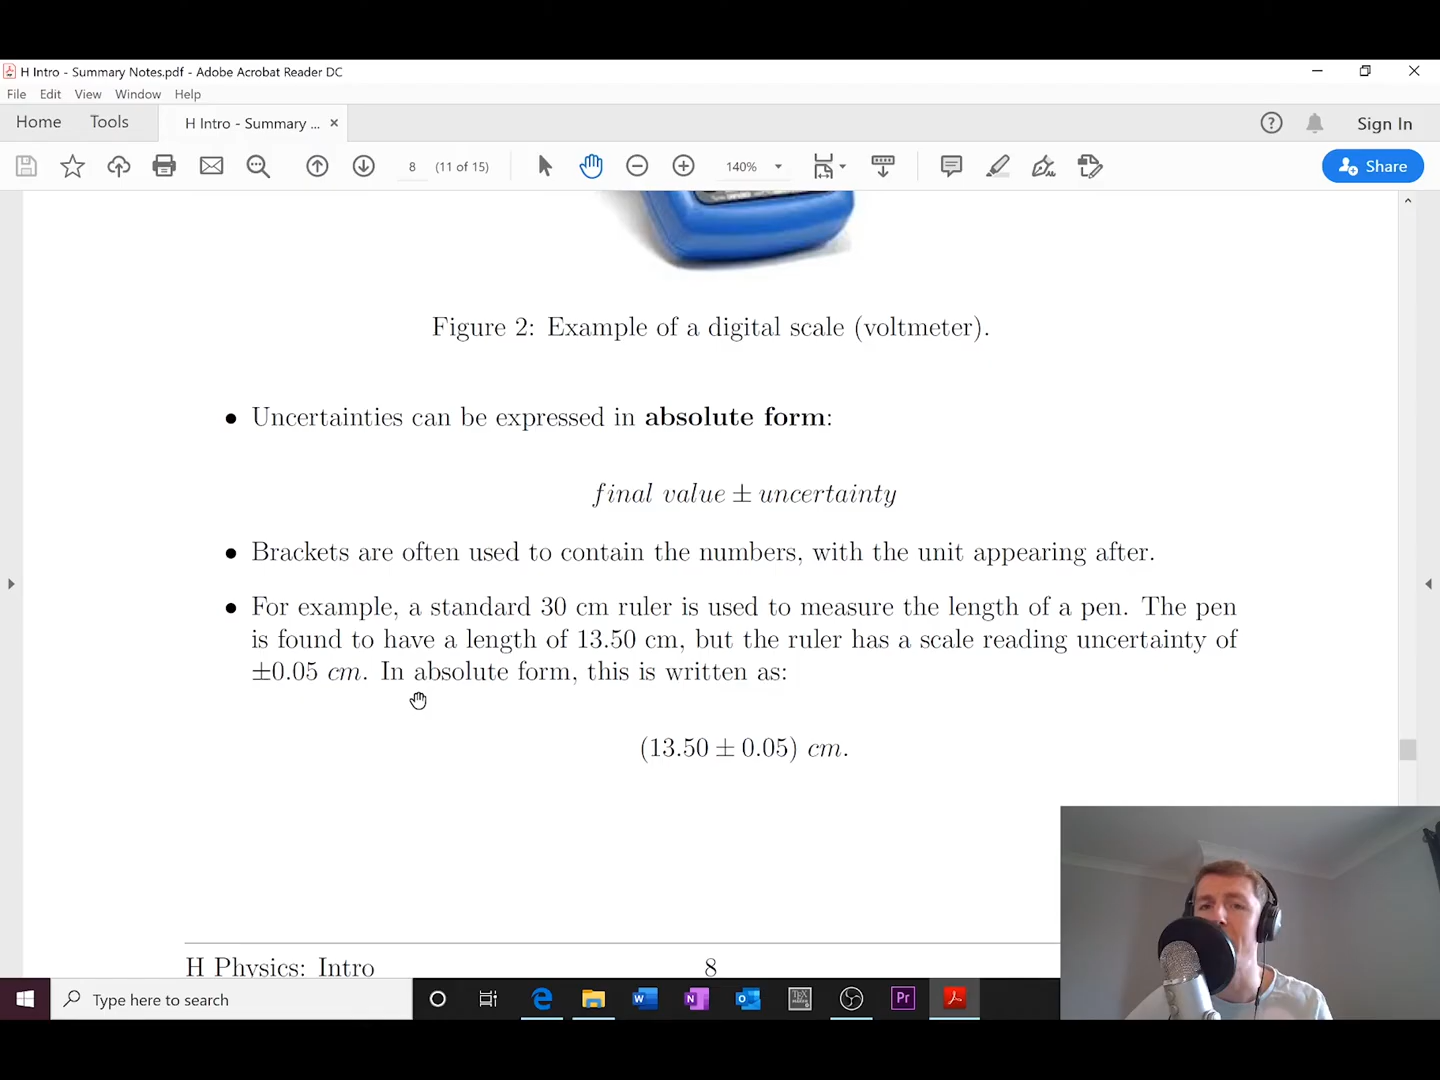 H Intro - Summary Notes.pdf - Adobe Acrobat Reader DC
File Edit View Window Help
Home Tools H Intro - Summary ... × Sign In
8 (11 of 15) 140% Share
Figure 2: Example of a digital scale (voltmeter).
• Uncertainties can be expressed in absolute form:
final value ± uncertainty
• Brackets are often used to contain the numbers, with the unit appearing after.
• For example, a standard 30 cm ruler is used to measure the length of a pen. The pen
is found to have a length of 13.50 cm, but the ruler has a scale reading uncertainty of
±0.05 cm. In absolute form, this is written as:
(13.50 ± 0.05) cm.
H Physics: Intro 8
Type here to search Pr